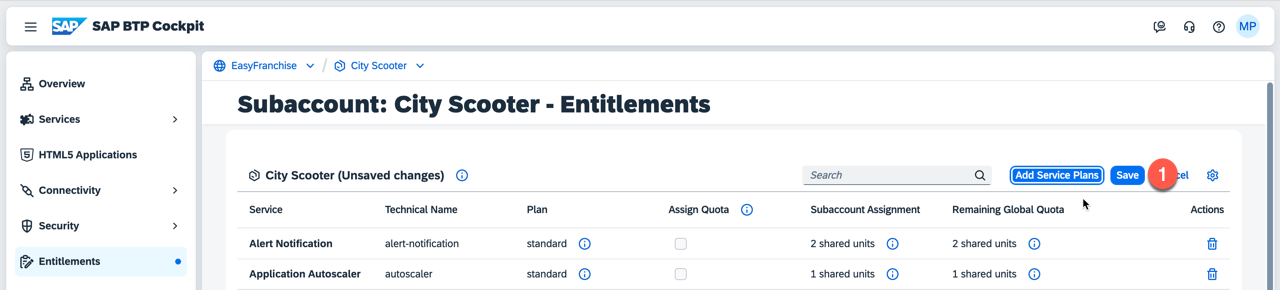 SAP SAP BTP Cockpit MP
EasyFranchise / City Scooter
Overview
Services
HTML5 Applications
Connectivity
Security
Entitlements
Subaccount: City Scooter - Entitlements
City Scooter (Unsaved changes) Search Add Service Plans Save 1 cel
Service Technical Name Plan Assign Quota Subaccount Assignment Remaining Global Quota Actions
Alert Notification alert-notification standard 2 shared units 2 shared units
Application Autoscaler autoscaler standard 1 shared units 1 shared units